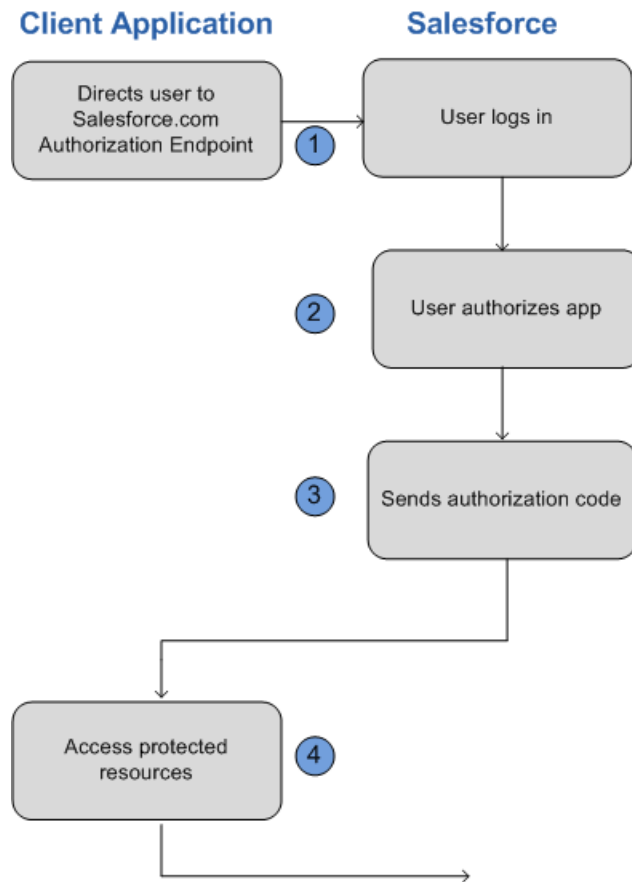 Client Application
Salesforce
Directs user to
Salesforce.com
Authorization Endpoint
1
User logs in
2
User authorizes app
3
Sends authorization code
Access protected
resources
4